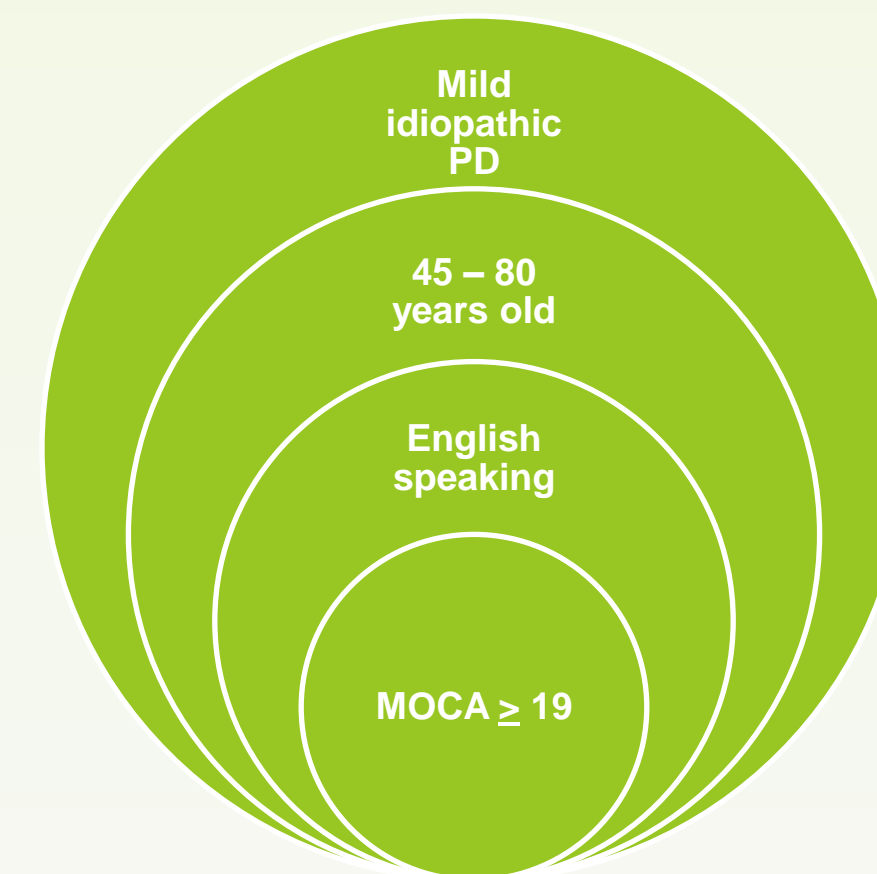 Mild
idiopathic
PD
45 – 80
years old
English
speaking
MOCA ≥ 19